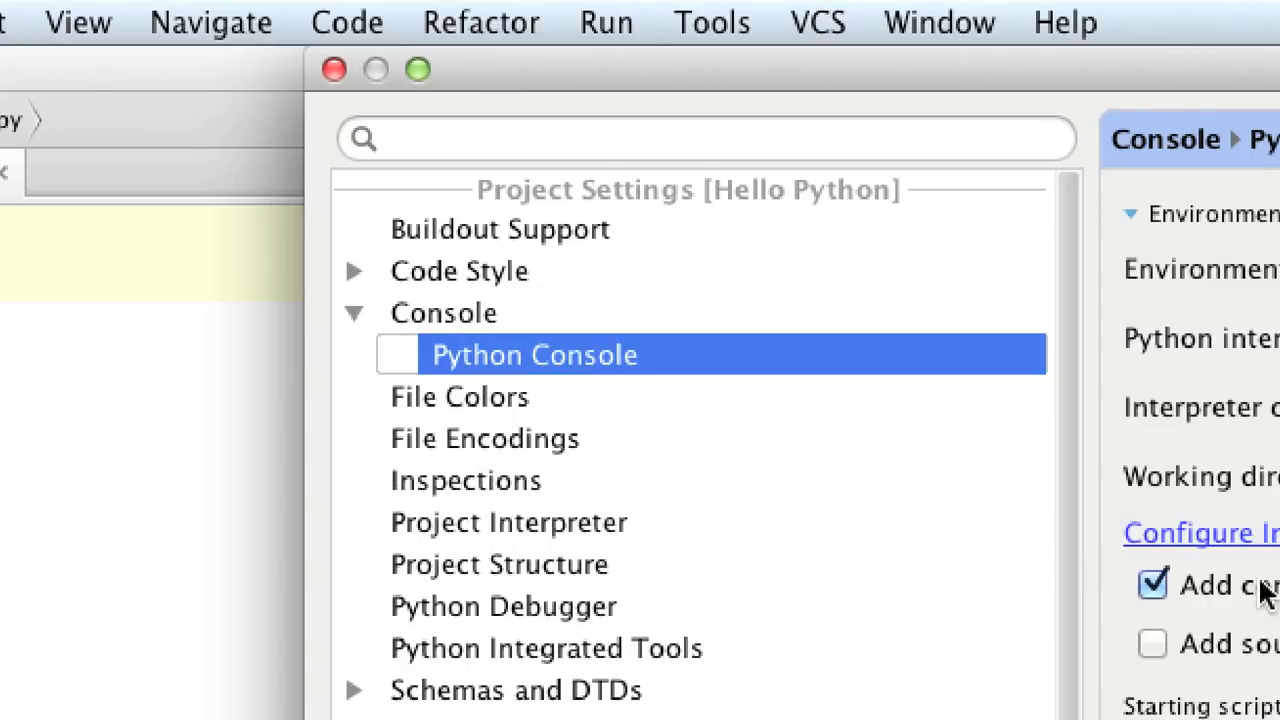 View Navigate Code Refactor Run Tools VCS Window Help
py
Console Py
Project Settings [Hello Python]
Environmen
Buildout Support
Environmen
Code Style
Console
Python inter
Python Console
File Colors
Interpreter c
File Encodings
Working dire
Inspections
Project Interpreter
Configure In
Project Structure
Add con
Python Debugger
Python Integrated Tools
Add sou
Schemas and DTDs
Starting script